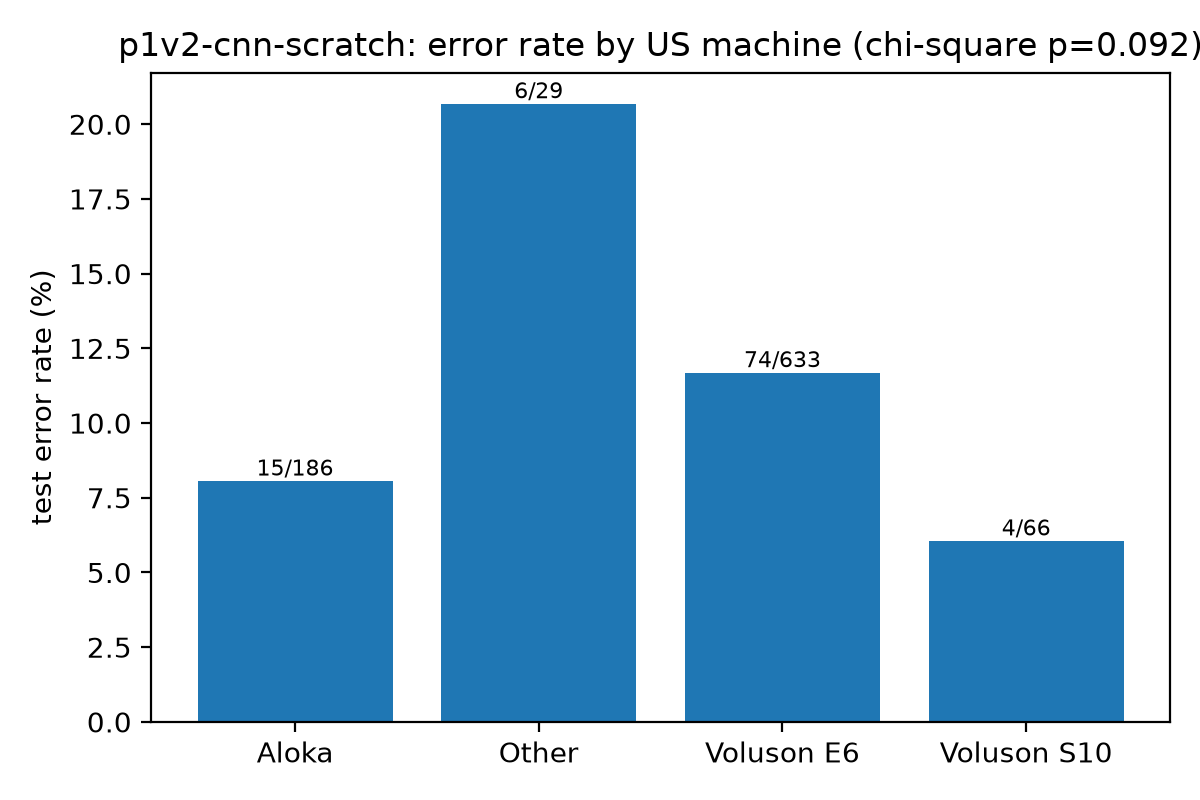 p1v2-cnn-scratch: error rate by US machine (chi-square p=0.092)
test error rate (%)
20.0
17.5
15.0
12.5
10.0
7.5
5.0
2.5
0.0
15/186
6/29
74/633
4/66
Aloka
Other
Voluson E6
Voluson S10